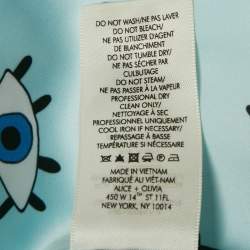 DO NOT WASH/NE PAS LAVER
DO NOT BLEACH/
NE PAS UTILIZER D'AGENT
DE BLANCHIMENT
DO NOT TUMBLE DRY/
NE PAS SÉCHER PAR
CULBUTAGE
DO NOT STEAM/
NE PAS PASSER À LA VAPEUR
PROFESSIONAL DRY
CLEAN ONLY/
NETTOYAGE À SEC
PROFESSIONNEL UNIQUEMENT
COOL IRON IF NECESSARY/
REPASSAGE À BASSE
TEMPÉRATURE SI NÉCESSAIRE
MADE IN VIETNAM
FABRIQUÉ AU VIÊT-NAM
ALICE + OLIVIA
450 W 14TH ST 11FL
NEW YORK, NY 10014